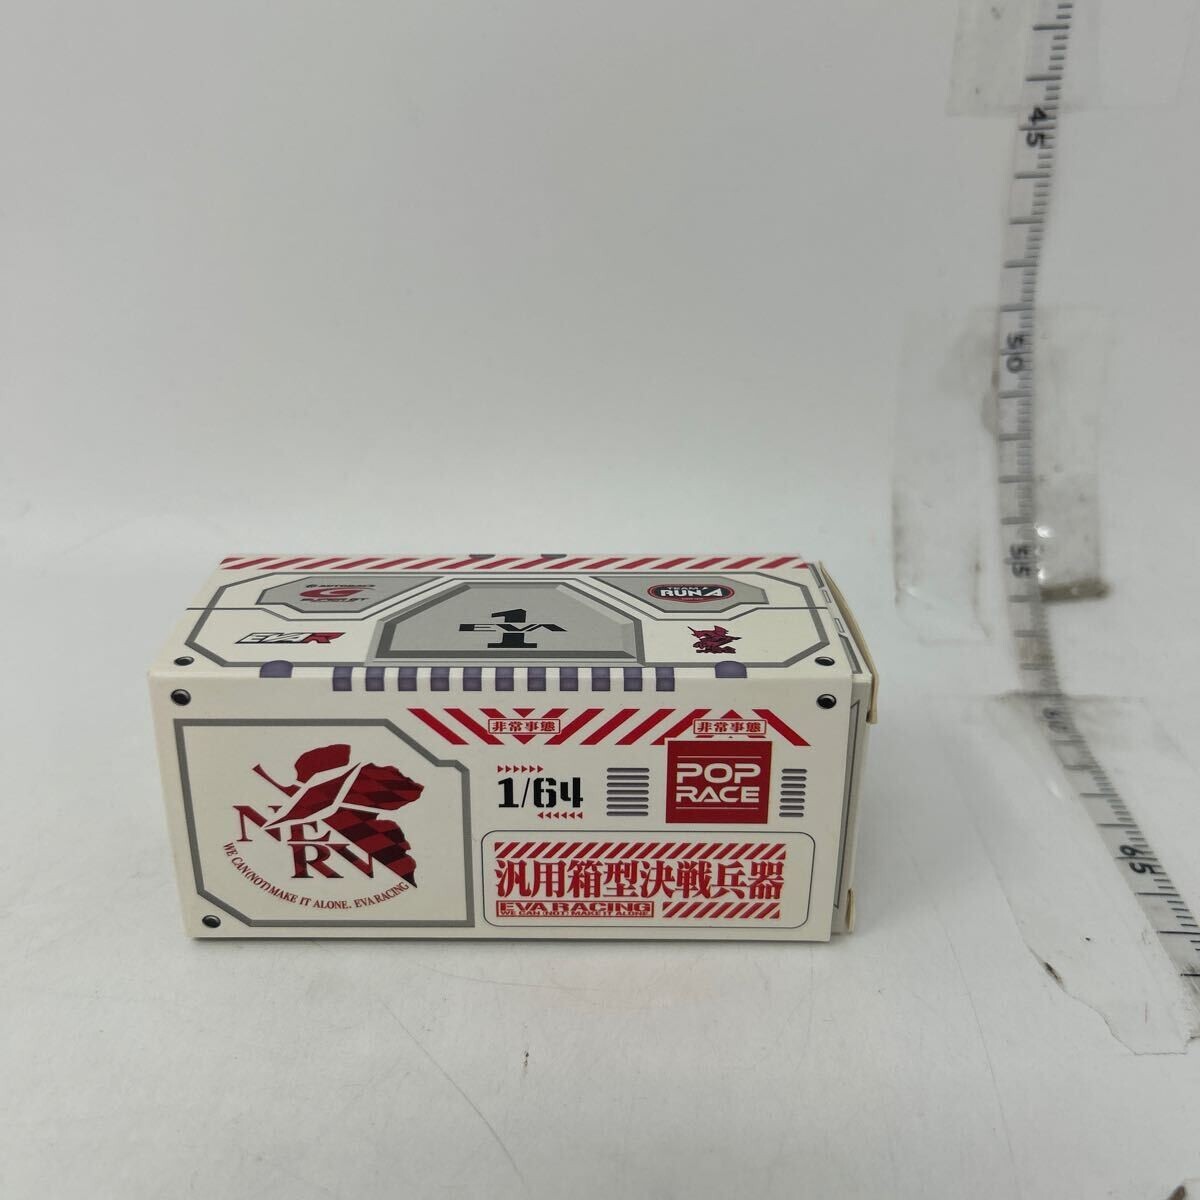 AUTOBACS
1
EVA
TEAM
RUN'A
EVA R
非常事態
非常事態
1/64
POP
RACE
NERV
WE CAN (NOT) MAKE IT ALONE. EVA RACING
汎用箱型決戦兵器
EVA RACING
WE CAN (NOT) MAKE IT ALONE
45
50
55
65